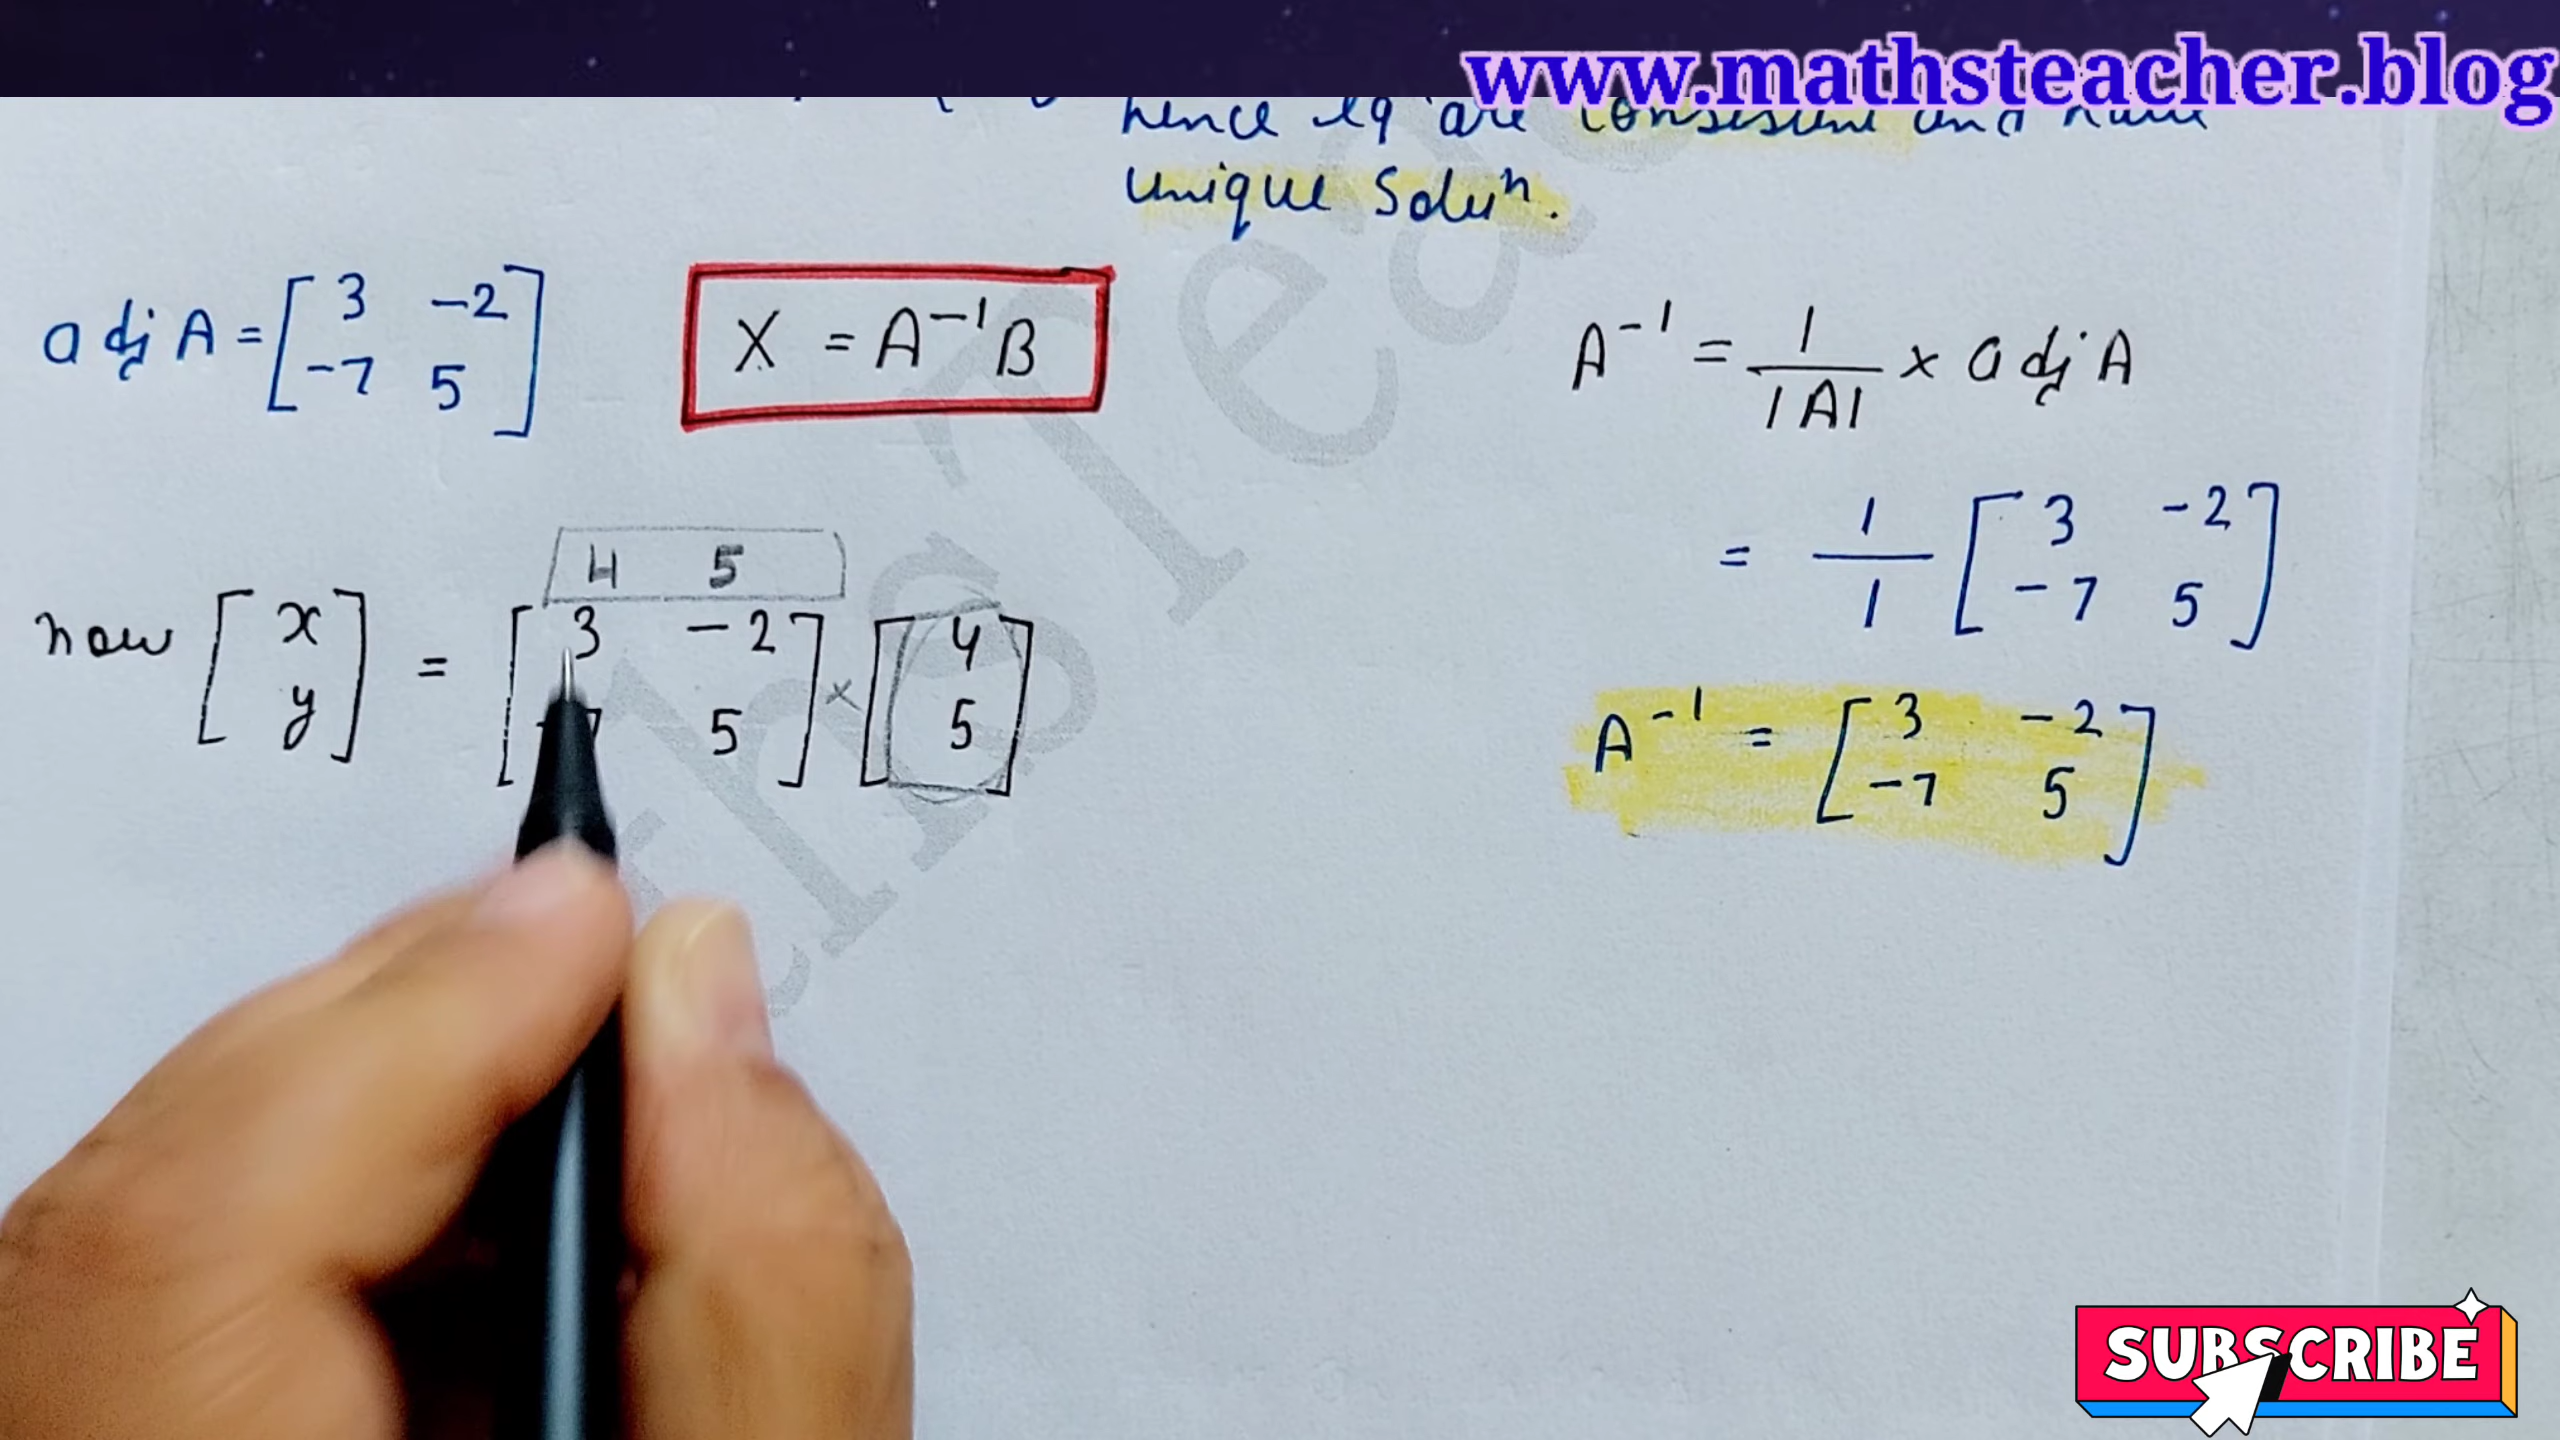 www.mathsteacher.blog
hence eqⁿ are consistent and have
unique Soluⁿ.
adj A = [ 3 -2
-7 5 ]
X = A⁻¹B
A⁻¹ = 1/|A| × adj A
= 1/1 [ 3 -2
-7 5 ]
4 5
now [ x
y ] = [ 3 -2
5 ] × [ 4
5 ]
A⁻¹ = [ 3 -2
-7 5 ]
SUBSCRIBE